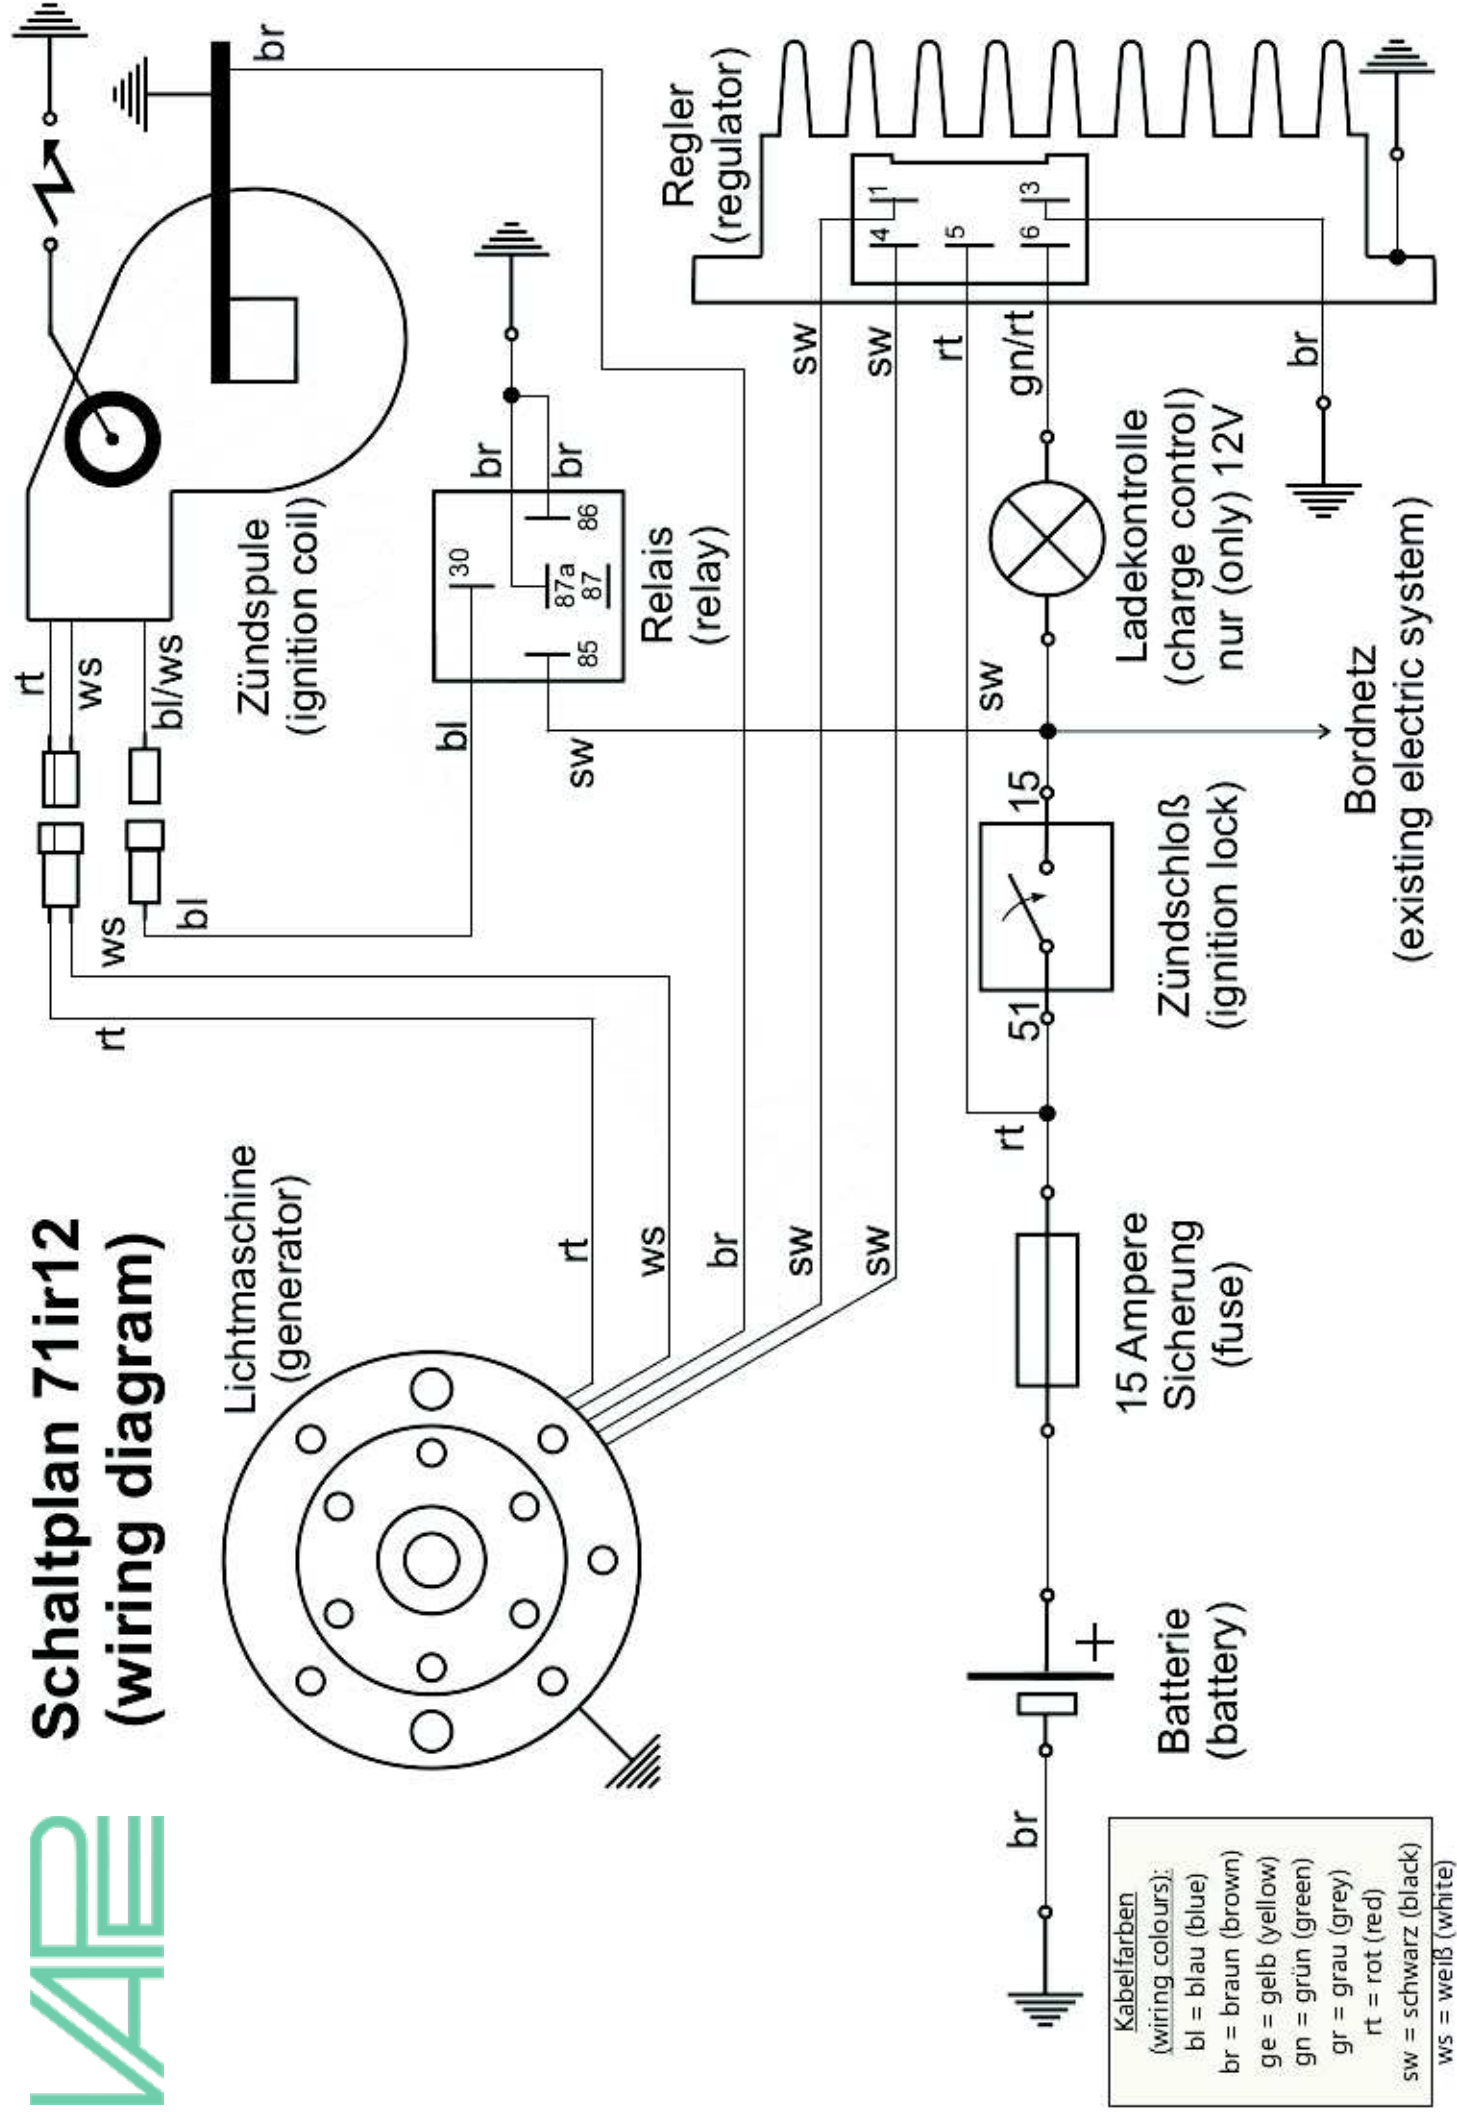 VAPE
Schaltplan 71ir12
(wiring diagram)
Lichtmaschine
(generator)
rt
ws
br
sw
sw
rt
ws
bl
rt
ws
bl/ws
Zündspule
(ignition coil)
br
bl
sw
30
87a
87
85
86
br
br
Relais
(relay)
Regler
(regulator)
1
4
5
3
6
sw
sw
rt
gn/rt
br
Ladekontrolle
(charge control)
nur (only) 12V
sw
15
51
Zündschloß
(ignition lock)
Bordnetz
(existing electric system)
rt
15 Ampere
Sicherung
(fuse)
+
Batterie
(battery)
br
Kabelfarben
(wiring colours):
bl = blau (blue)
br = braun (brown)
ge = gelb (yellow)
gn = grün (green)
gr = grau (grey)
rt = rot (red)
sw = schwarz (black)
ws = weiß (white)